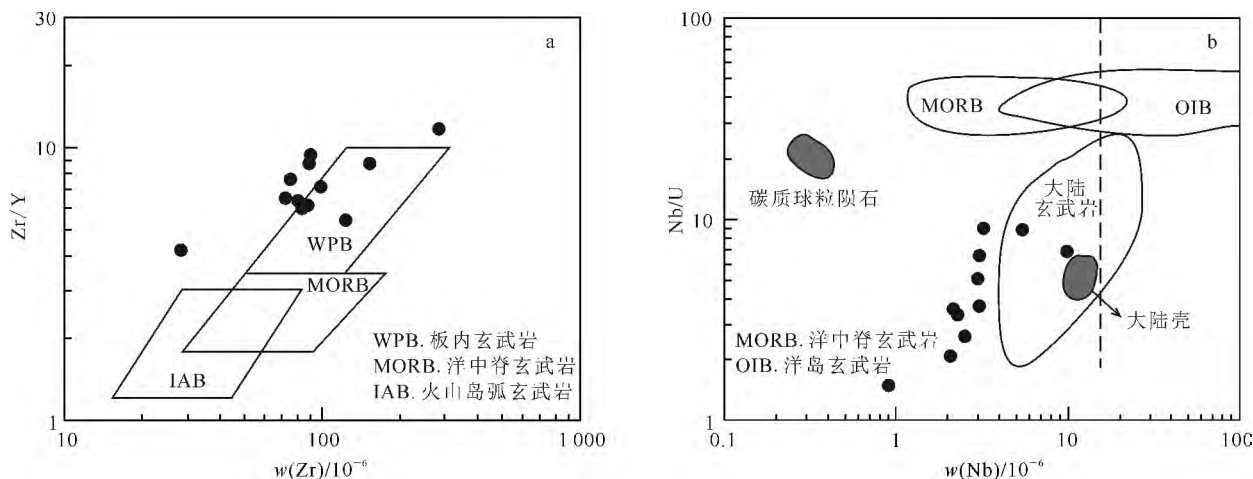 30
a
10
Zr/Y
WPB
MORB
WPB. 板内玄武岩
MORB. 洋中脊玄武岩
IAB. 火山岛弧玄武岩
IAB
1
10
100
1 000
w(Zr)/10⁻⁶
100
b
MORB
OIB
碳质球粒陨石
大陆
玄武岩
10
Nb/U
大陆壳
MORB. 洋中脊玄武岩
OIB. 洋岛玄武岩
1
0.1
1
10
100
w(Nb)/10⁻⁶